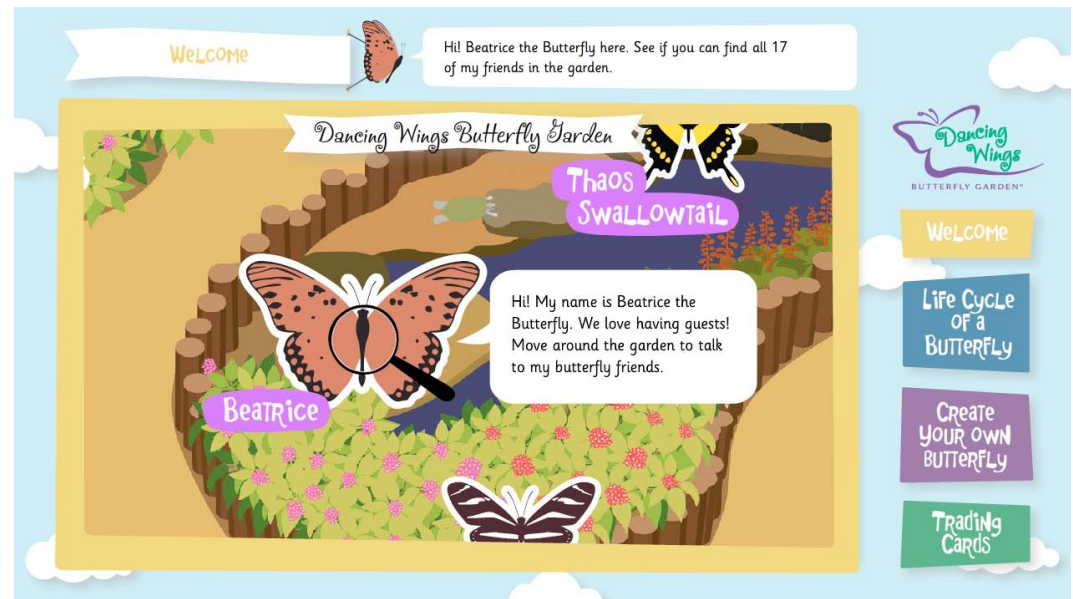 Welcome
Hi! Beatrice the Butterfly here. See if you can find all 17
of my friends in the garden.
Dancing Wings Butterfly Garden
Thaos
Swallowtail
Hi! My name is Beatrice the
Butterfly. We love having guests!
Move around the garden to talk
to my butterfly friends.
Beatrice
Dancing
Wings
BUTTERFLY GARDEN™
Welcome
Life Cycle
of a
Butterfly
Create
Your Own
Butterfly
Trading
Cards